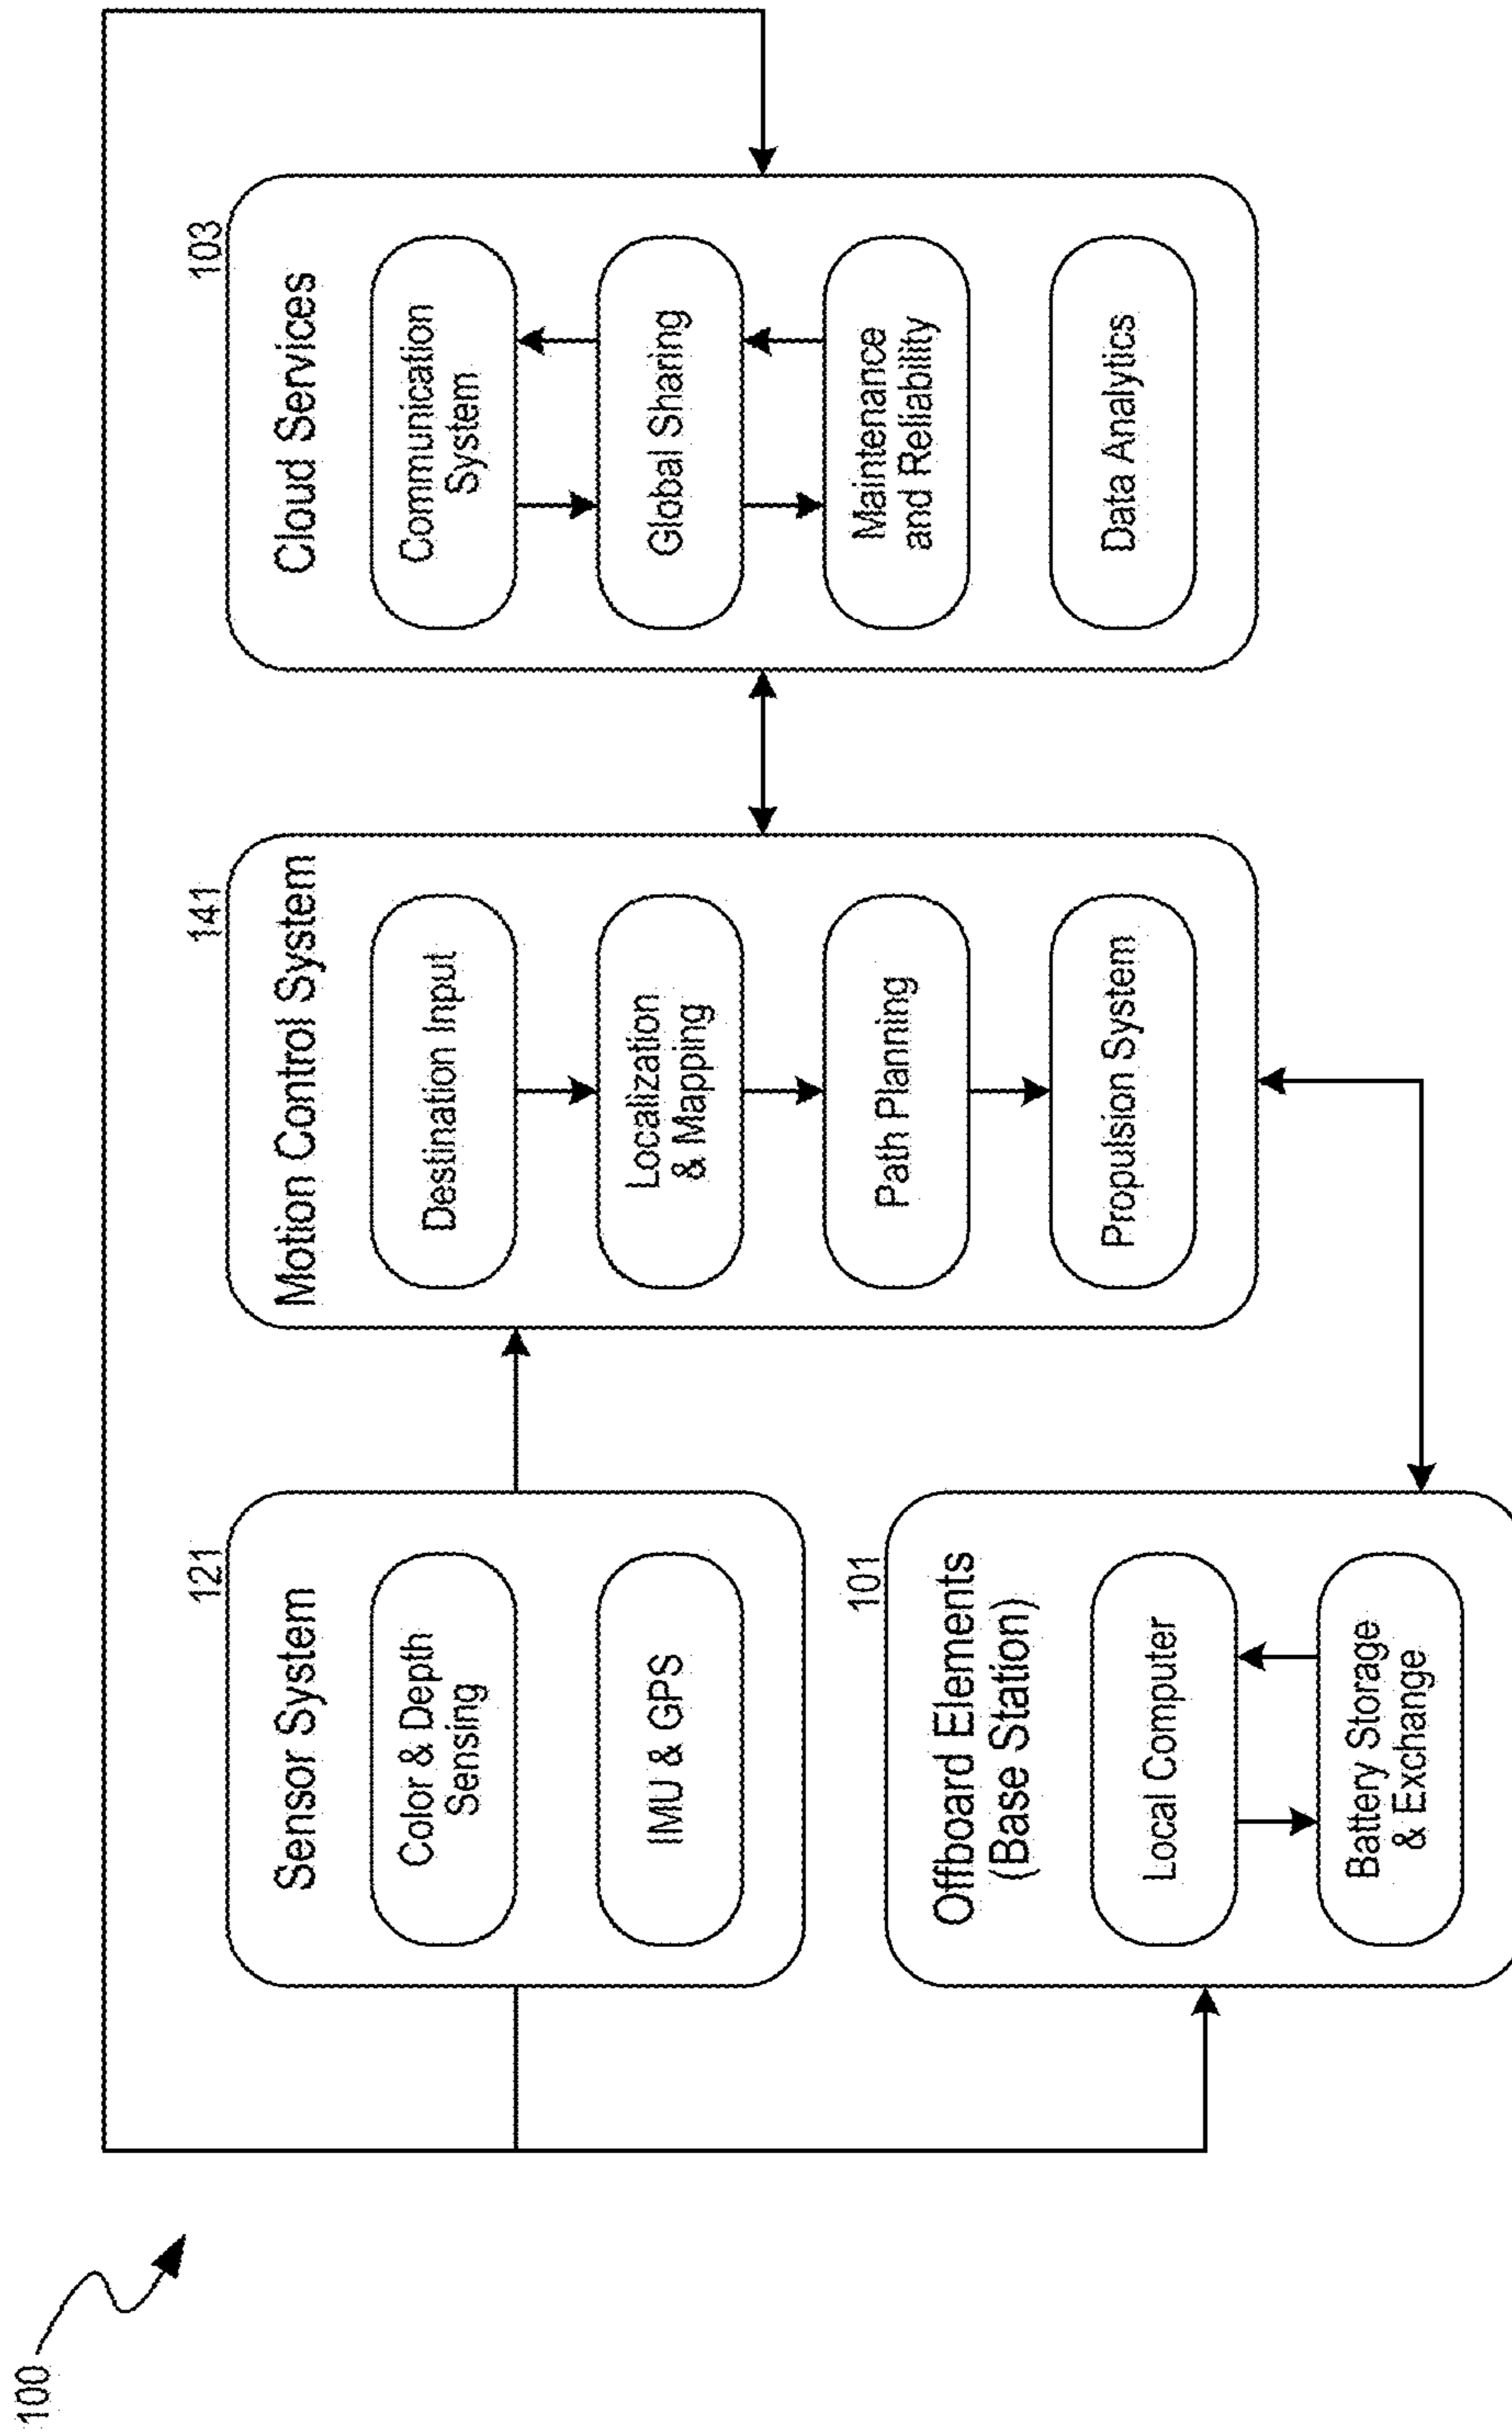 100
121
Sensor System
Color & Depth
Sensing
IMU & GPS
101
Offboard Elements
(Base Station)
Local Computer
Battery Storage
& Exchange
141
Motion Control System
Destination Input
Localization
& Mapping
Path Planning
Propulsion System
103
Cloud Services
Communication
System
Global Sharing
Maintenance
and Reliability
Data Analytics